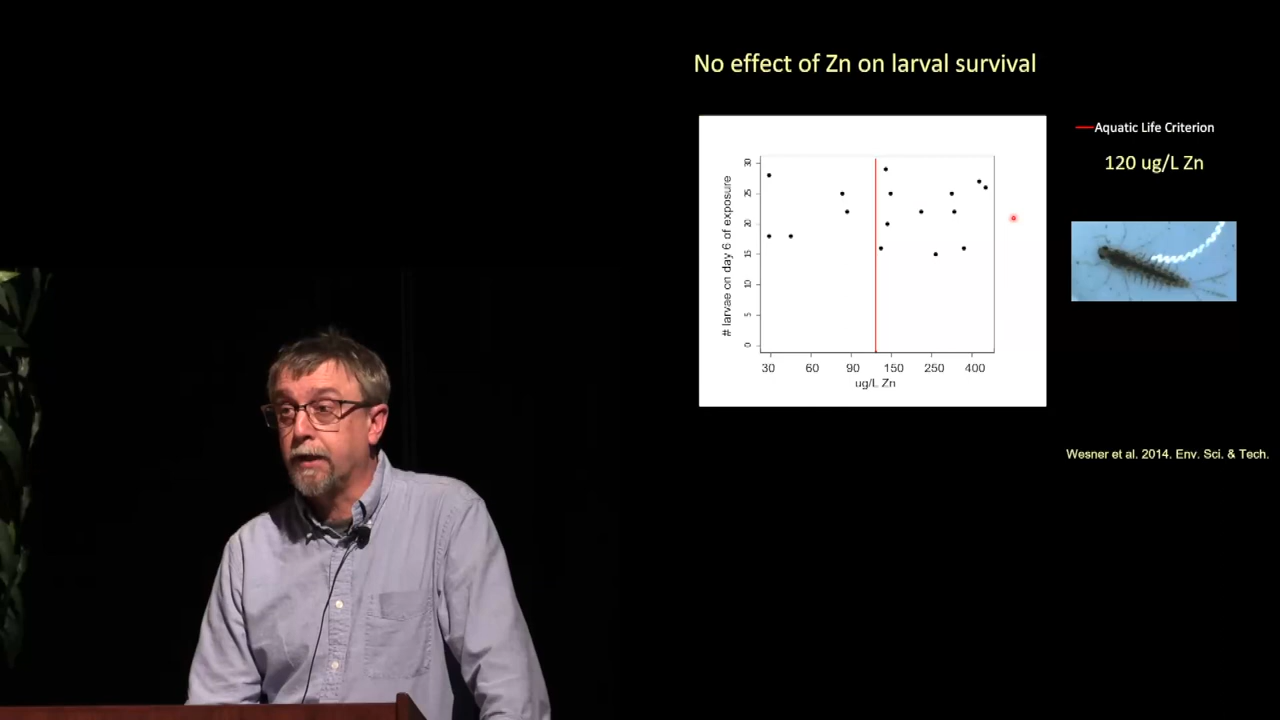 No effect of Zn on larval survival
Aquatic Life Criterion
120 ug/L Zn
# larvae on day 6 of exposure
30
25
20
15
10
5
0
30 60 90 150 250 400
ug/L Zn
Wesner et al. 2014. Env. Sci. & Tech.